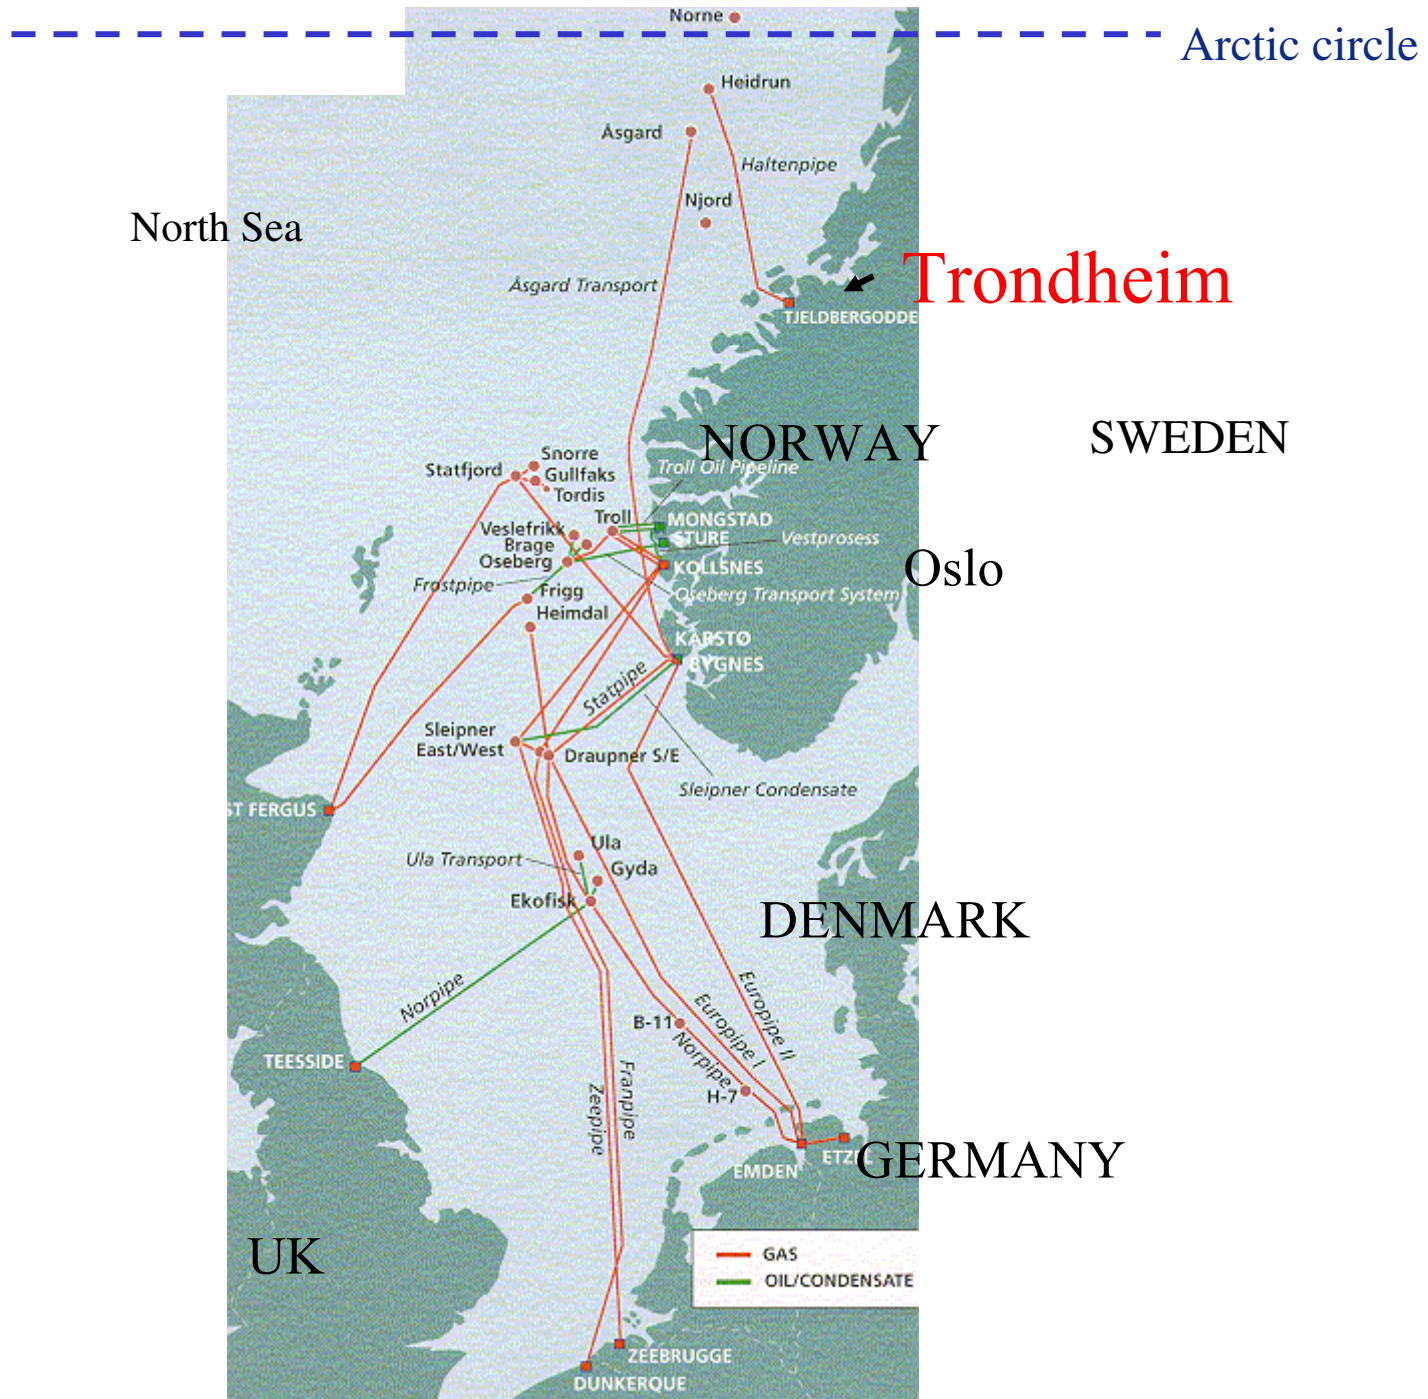 Norne
Arctic circle
Heidrun
Åsgard
Haltenpipe
Njord
North Sea
Trondheim
Åsgard Transport
TJELDBERGODDE
NORWAY
SWEDEN
Snorre
Statfjord
Gullfaks
Troll Oil Pipeline
Tordis
Troll
MONGSTAD
Veslefrikk
STURE
Vestprosess
Brage
Oseberg
KOLLSNES
Oslo
Frostpipe
Frigg
Oseberg Transport System
Heimdal
KÅRSTØ
BYGNES
Statpipe
Sleipner
East/West
Draupner S/E
Sleipner Condensate
ST FERGUS
Ula
Ula Transport
Gyda
Ekofisk
DENMARK
Norpipe
Europipe II
Europipe I
B-11
Norpipe
H-7
TEESSIDE
Franpipe
Zeepipe
EMDEN
ETZEL
GERMANY
UK
GAS
OIL/CONDENSATE
ZEEBRUGGE
DUNKERQUE